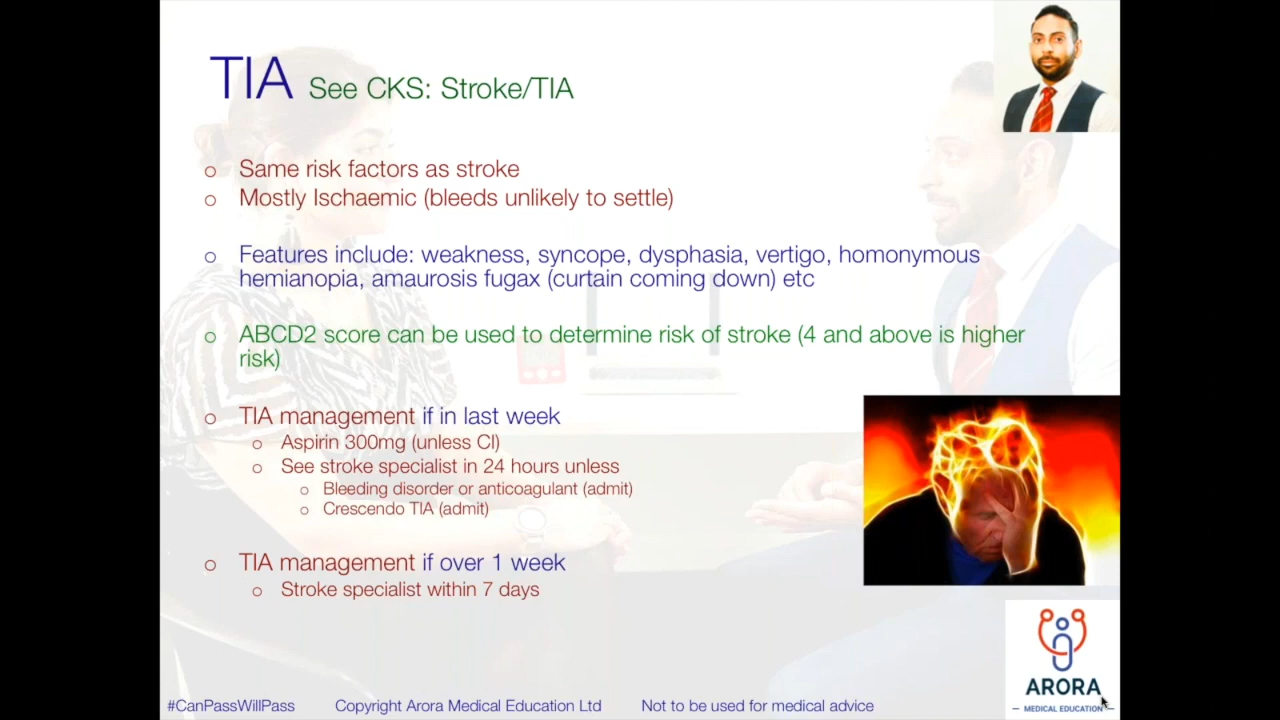 TIA See CKS: Stroke/TIA
o Same risk factors as stroke
o Mostly Ischaemic (bleeds unlikely to settle)
o Features include: weakness, syncope, dysphasia, vertigo, homonymous
hemianopia, amaurosis fugax (curtain coming down) etc
o ABCD2 score can be used to determine risk of stroke (4 and above is higher
risk)
o TIA management if in last week
o Aspirin 300mg (unless CI)
o See stroke specialist in 24 hours unless
o Bleeding disorder or anticoagulant (admit)
o Crescendo TIA (admit)
o TIA management if over 1 week
o Stroke specialist within 7 days
ARORA
MEDICAL EDUCATION
#CanPassWillPass Copyright Arora Medical Education Ltd Not to be used for medical advice